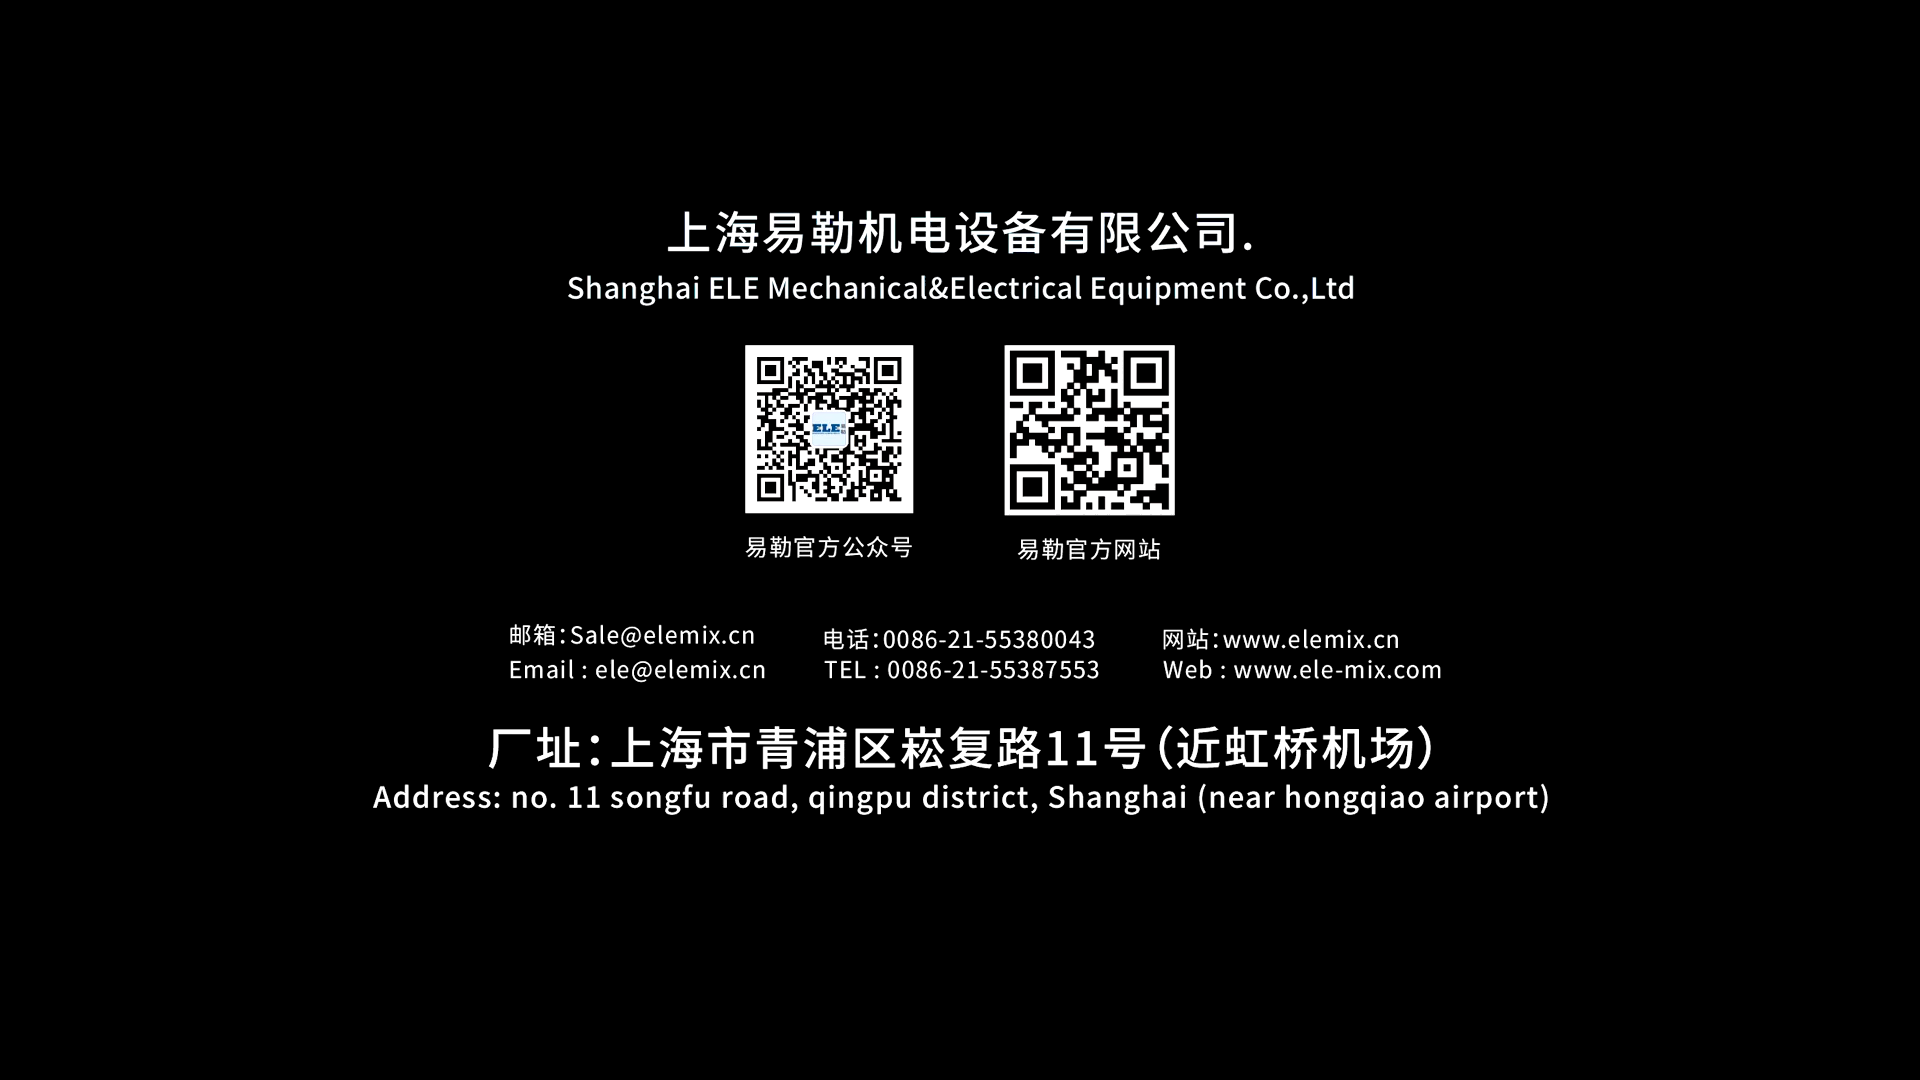 上海易勒机电设备有限公司.
Shanghai ELE Mechanical&Electrical Equipment Co.,Ltd
ELE
易勒官方公众号
易勒官方网站
邮箱：Sale@elemix.cn
Email : ele@elemix.cn
电话：0086-21-55380043
TEL : 0086-21-55387553
网站：www.elemix.cn
Web : www.ele-mix.com
厂址：上海市青浦区崧复路11号（近虹桥机场）
Address: no. 11 songfu road, qingpu district, Shanghai (near hongqiao airport)